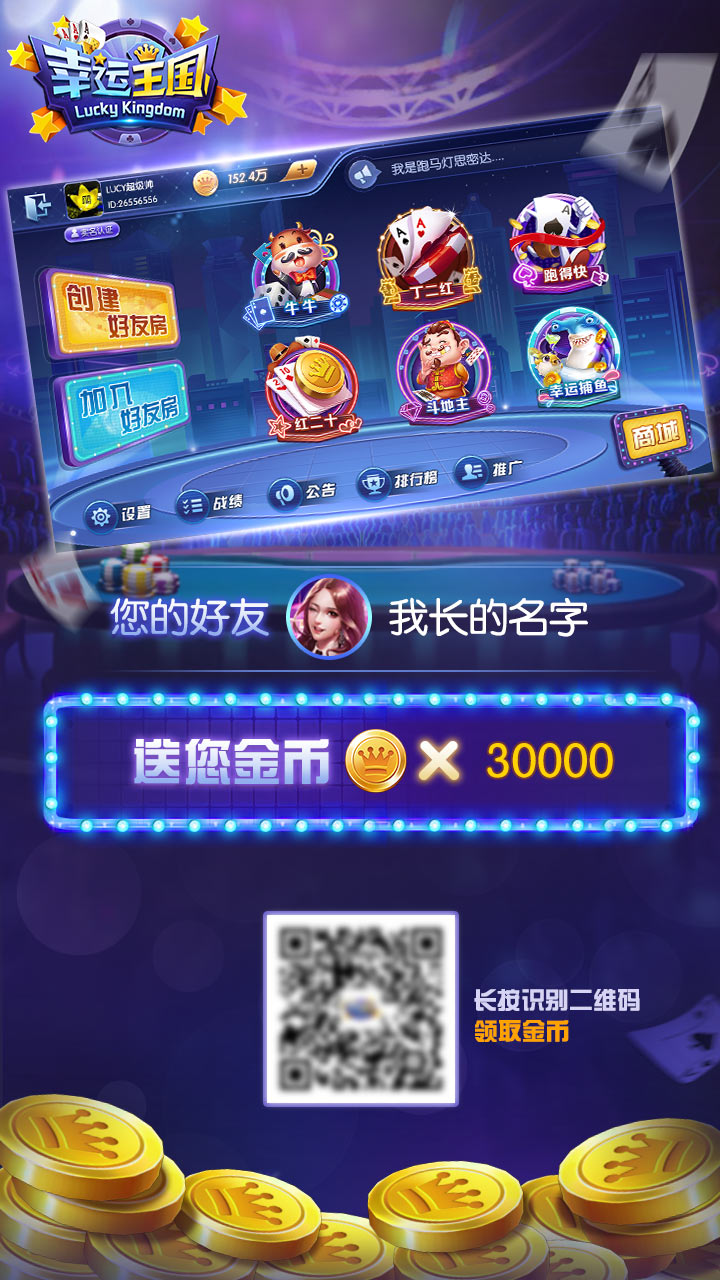 幸运王国
Lucky Kingdom
LUCY超级帅
ID:26556556
实名认证
152.4万
我是跑马灯思密达....
创建
好友房
加入
好友房
牛牛
丁二红
跑得快
红二十
斗地主
幸运捕鱼
商城
设置
战绩
公告
排行榜
推广
您的好友
我长的名字
送您金币
× 30000
长按识别二维码
领取金币